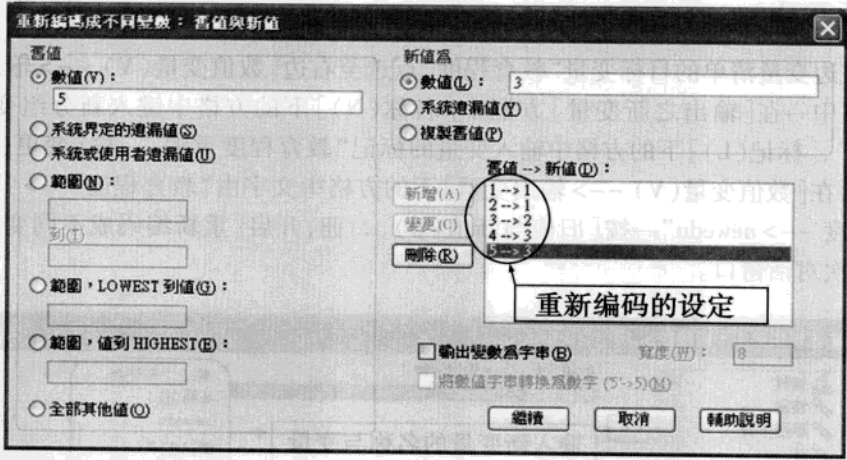 重新編碼成不同變數： 舊值與新值
舊值
數值(V)：
5
系統界定的遺漏值(S)
系統或使用者遺漏值(U)
範圍(N)：
到(T)
範圍，LOWEST 到值(G)：
範圍，值到 HIGHEST(E)：
全部其他值(O)
新值爲
數值(L)： 3
系統遺漏值(Y)
複製舊值(P)
舊值 --> 新值(D)：
新增(A)
變更(C)
刪除(R)
1 --> 1
2 --> 1
3 --> 2
4 --> 3
5 --> 3
重新编码的设定
輸出變數爲字串(B)
寬度(W)： 8
將數值字串轉換爲數字 ('5'->5)(M)
繼續
取消
輔助說明